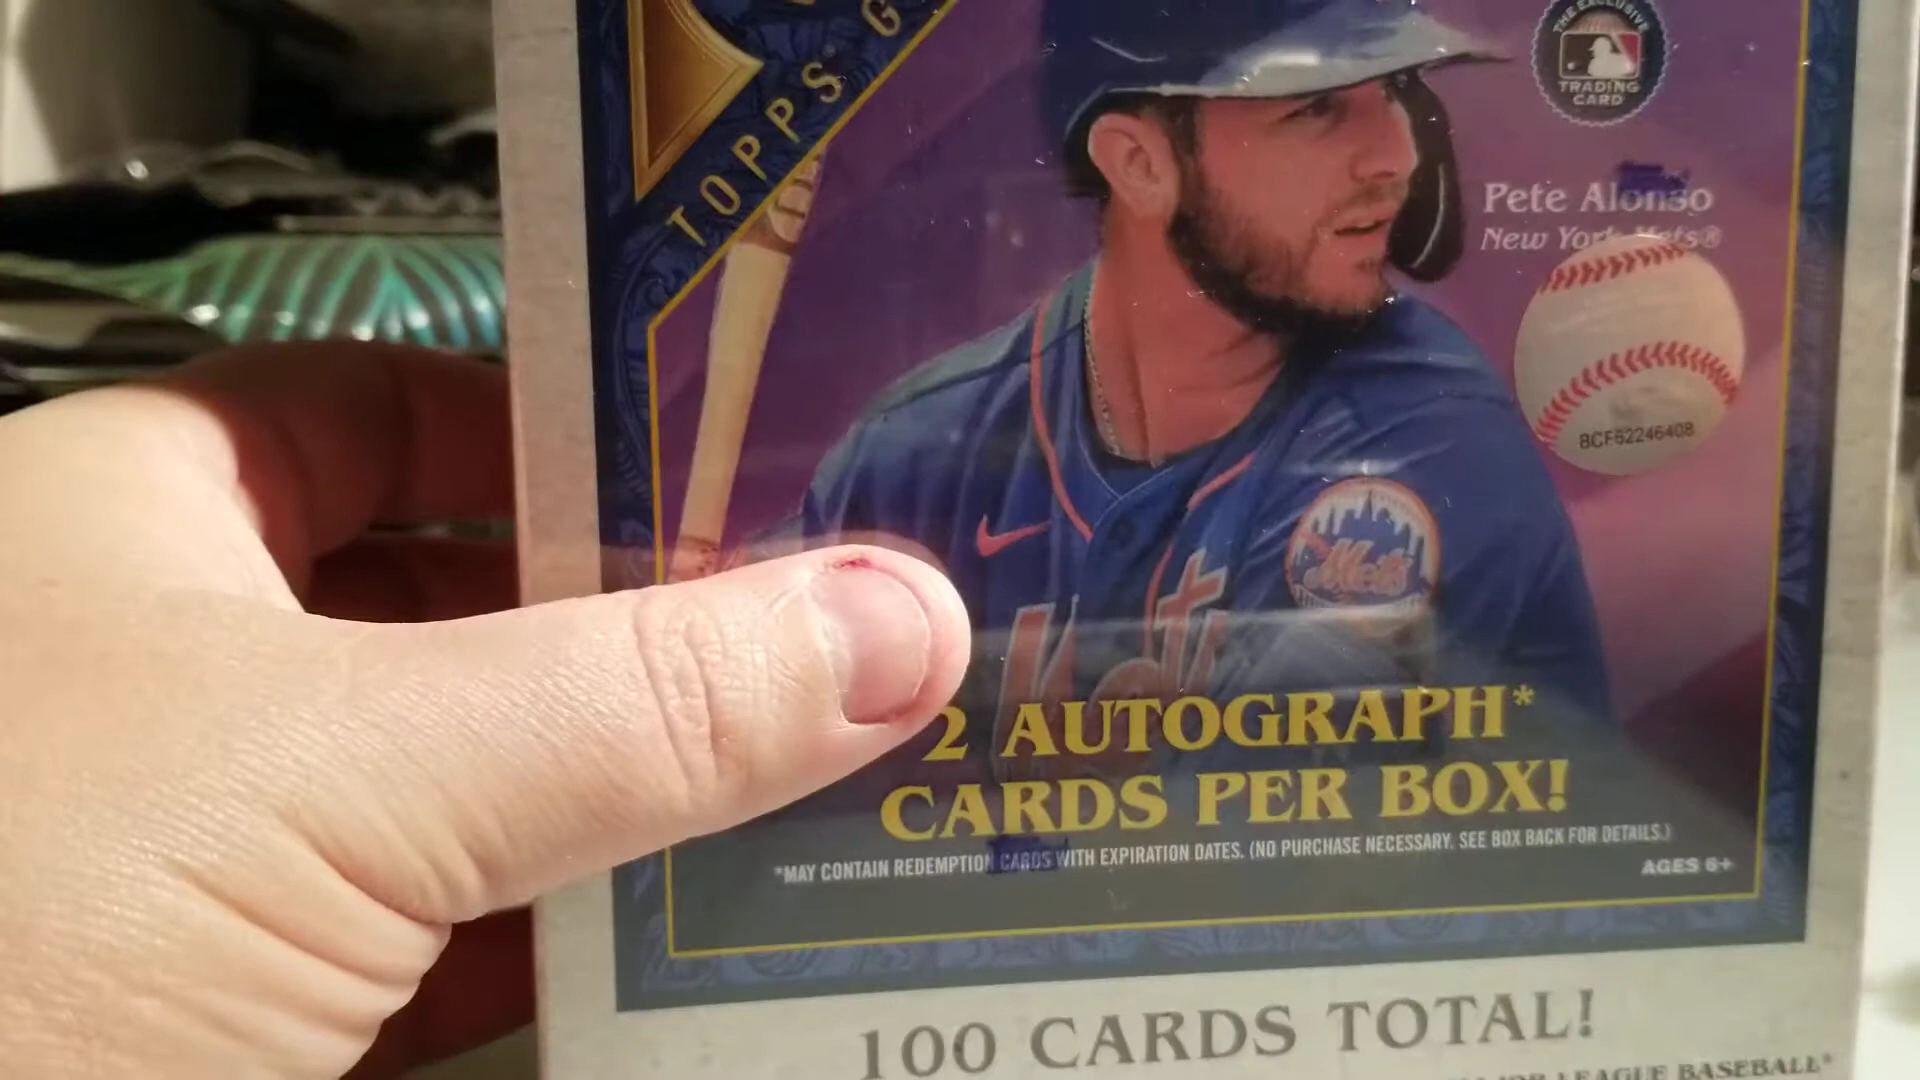 TOPPS G
THE EXCLUSIVE
TRADING
CARD
Pete Alonso
New York Mets®
BCF62246408
Mets
Mets
2 AUTOGRAPH*
CARDS PER BOX!
*MAY CONTAIN REDEMPTION CARDS WITH EXPIRATION DATES. (NO PURCHASE NECESSARY. SEE BOX BACK FOR DETAILS.)
AGES 6+
100 CARDS TOTAL!
MAJOR LEAGUE BASEBALL®